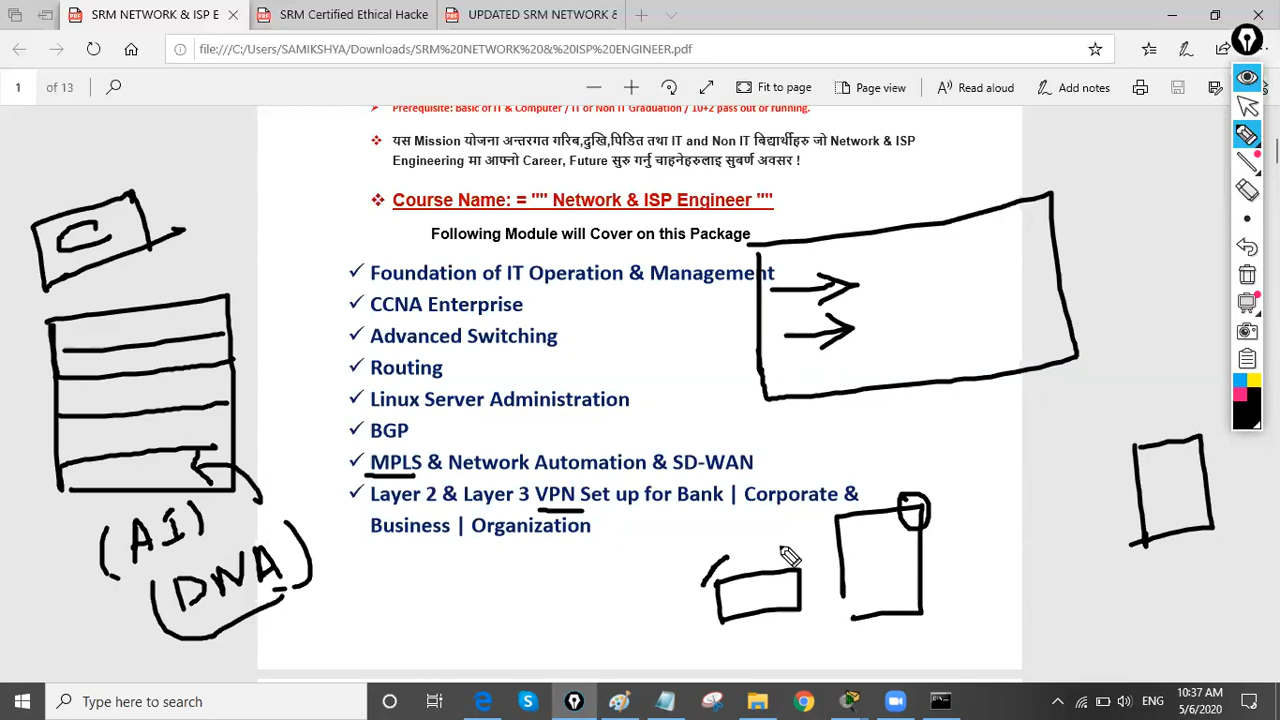 SRM NETWORK & ISP E
SRM Certified Ethical Hacke
UPDATED SRM NETWORK &
file:///C:/Users/SAMIKSHYA/Downloads/SRM%20NETWORK%20&%20ISP%20ENGINEER.pdf
1 of 13
Fit to page
Page view
Read aloud
Add notes
Prerequisite: Basic of IT & Computer / IT or Non IT Graduation / 10+2 pass out or running.
यस Mission योजना अन्तरगत गरिब,दुखि,पिडित तथा IT and Non IT बिद्यार्थीहरु जो Network & ISP
Engineering मा आफ्नो Career, Future सुरु गर्नु चाहनेहरुलाइ सुबर्ण अवसर !
Course Name: = "" Network & ISP Engineer ""
Following Module will Cover on this Package
Foundation of IT Operation & Management
CCNA Enterprise
Advanced Switching
Routing
Linux Server Administration
BGP
MPLS & Network Automation & SD-WAN
Layer 2 & Layer 3 VPN Set up for Bank | Corporate &
Business | Organization
C
(AI)
(DNA)
Type here to search
ENG
10:37 AM
5/6/2020